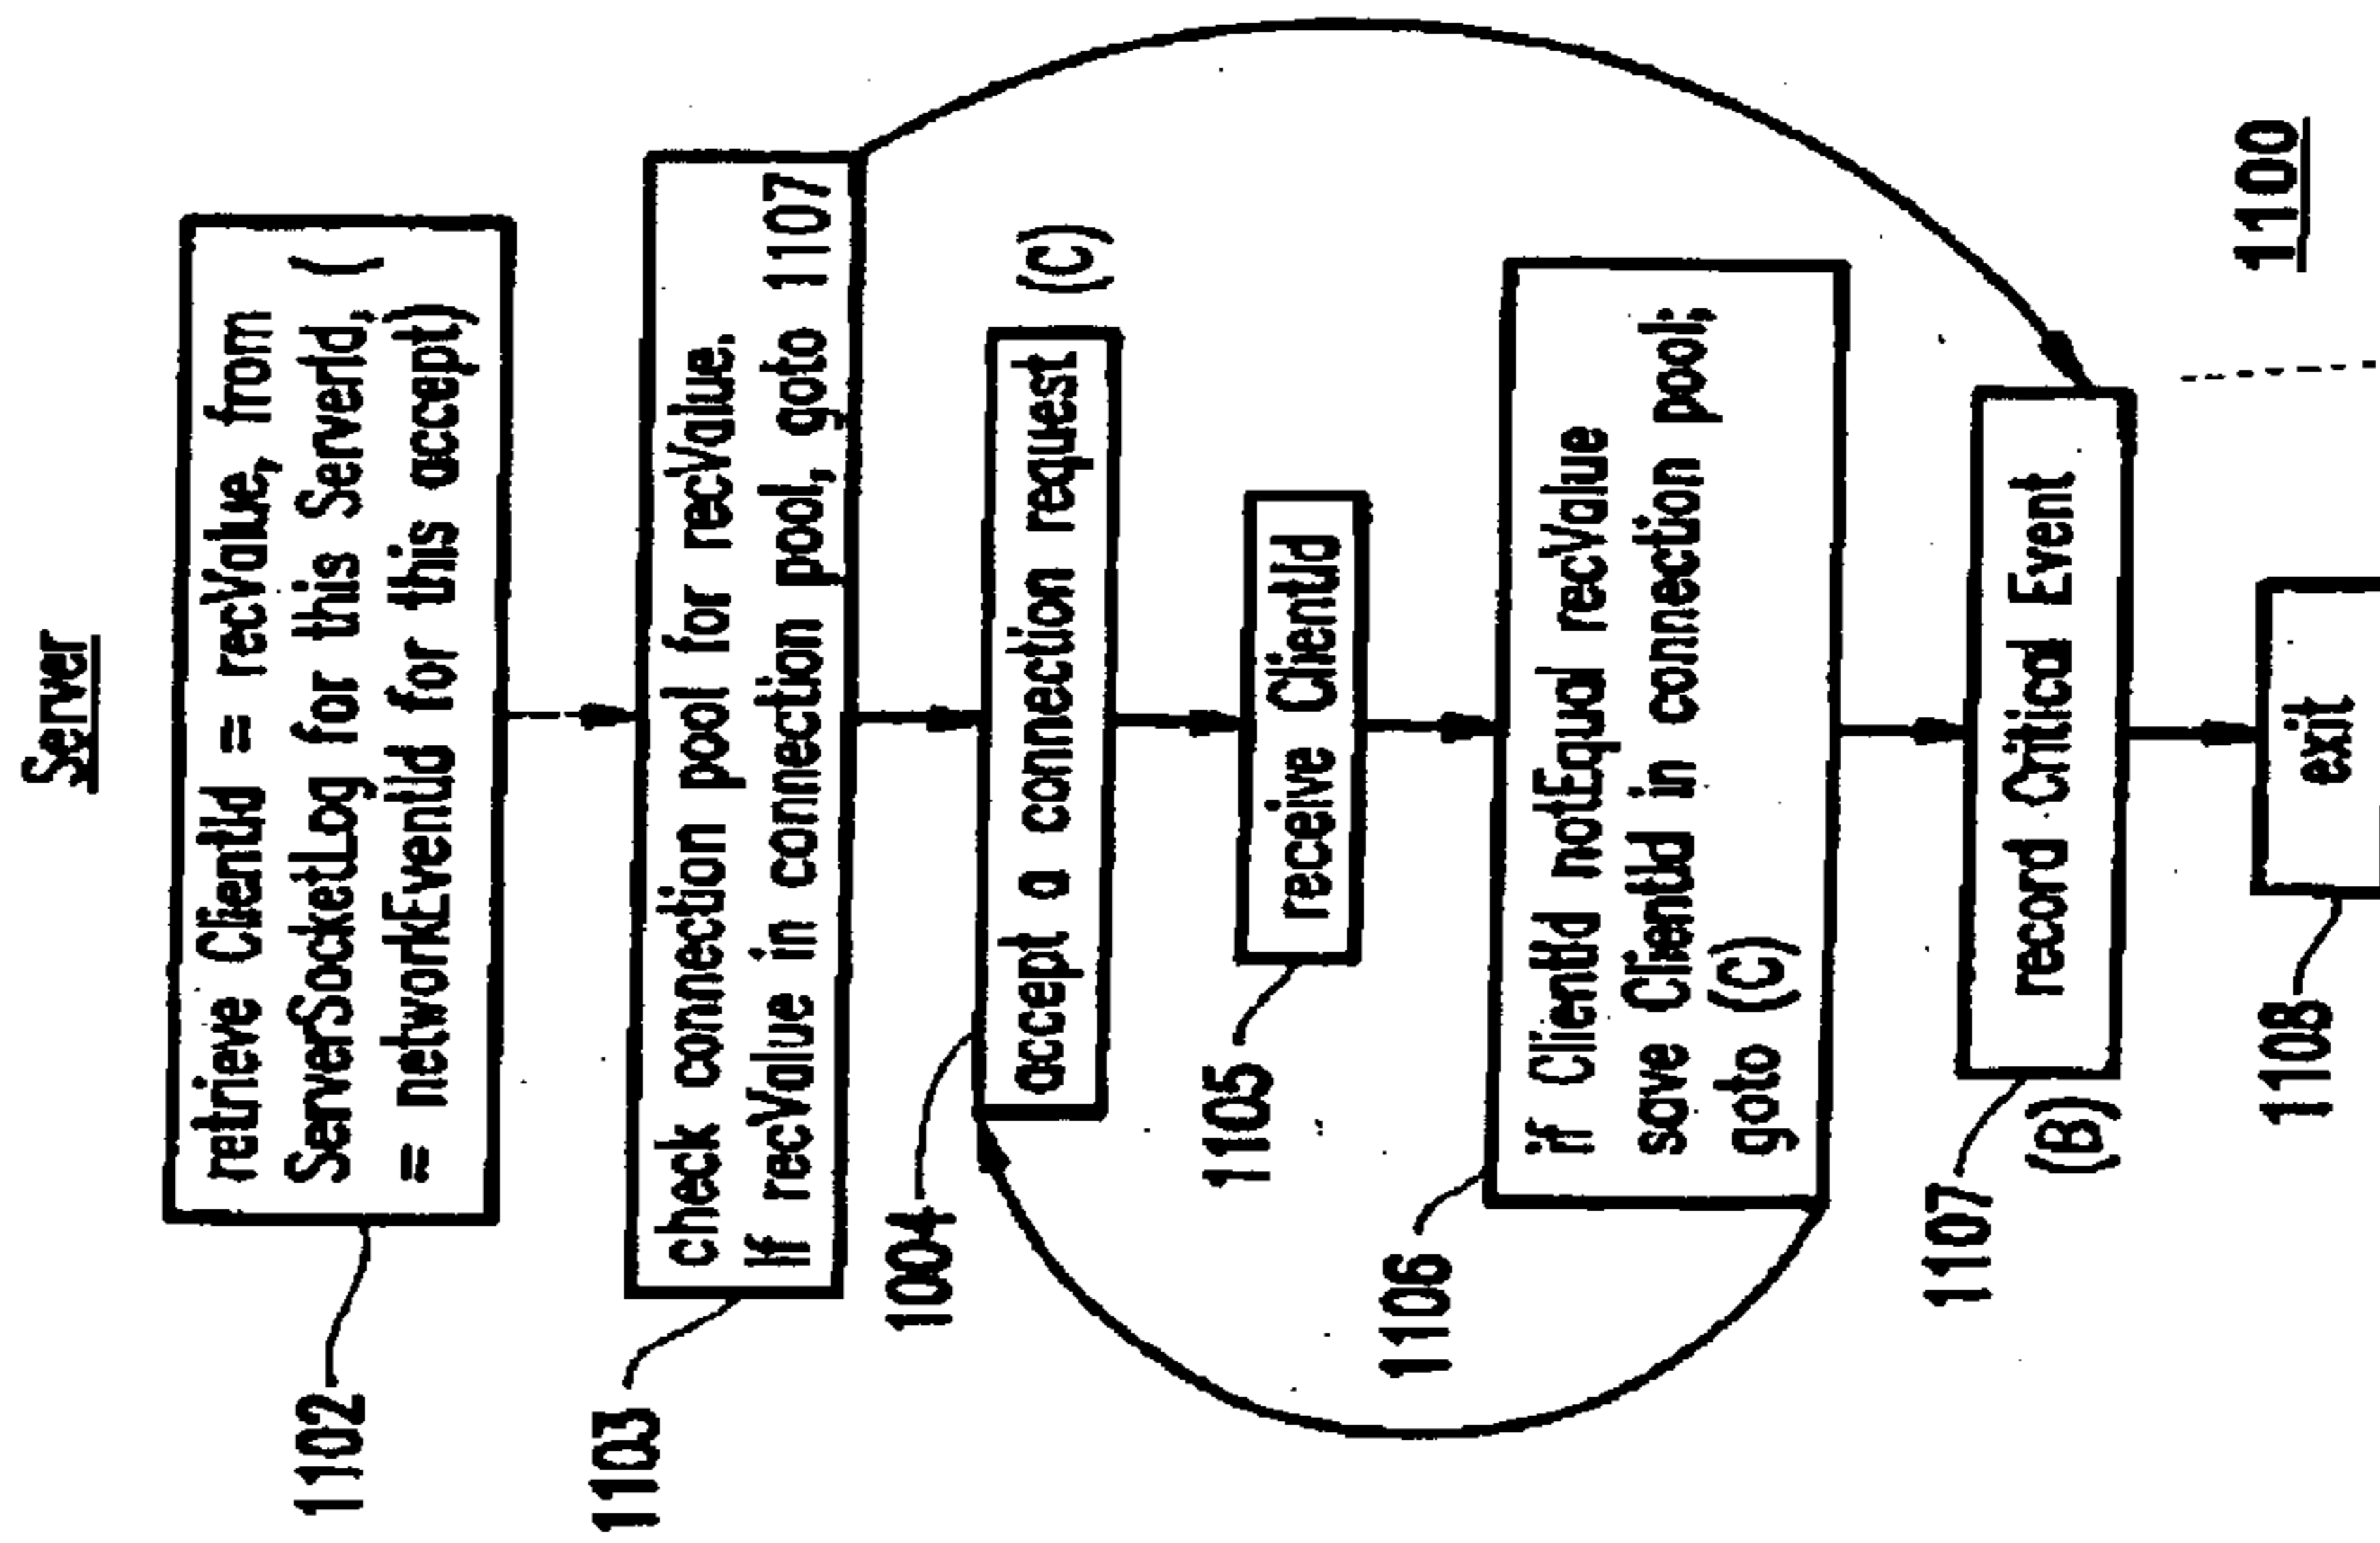 Server
retrieve ClientId = recValue, from
ServerSocketLog for this ServerId, (
= networkEventId for this accept)
1102
check connection pool for recValue.
If recValue in connection pool, goto 1107
1103
accept a connection request
(C)
1004
receive ClientId
1105
if ClientId notEqual recValue
save ClientId in connection pool;
goto (C)
1106
record Critical Event
1107
(B)
exit
1108
1100